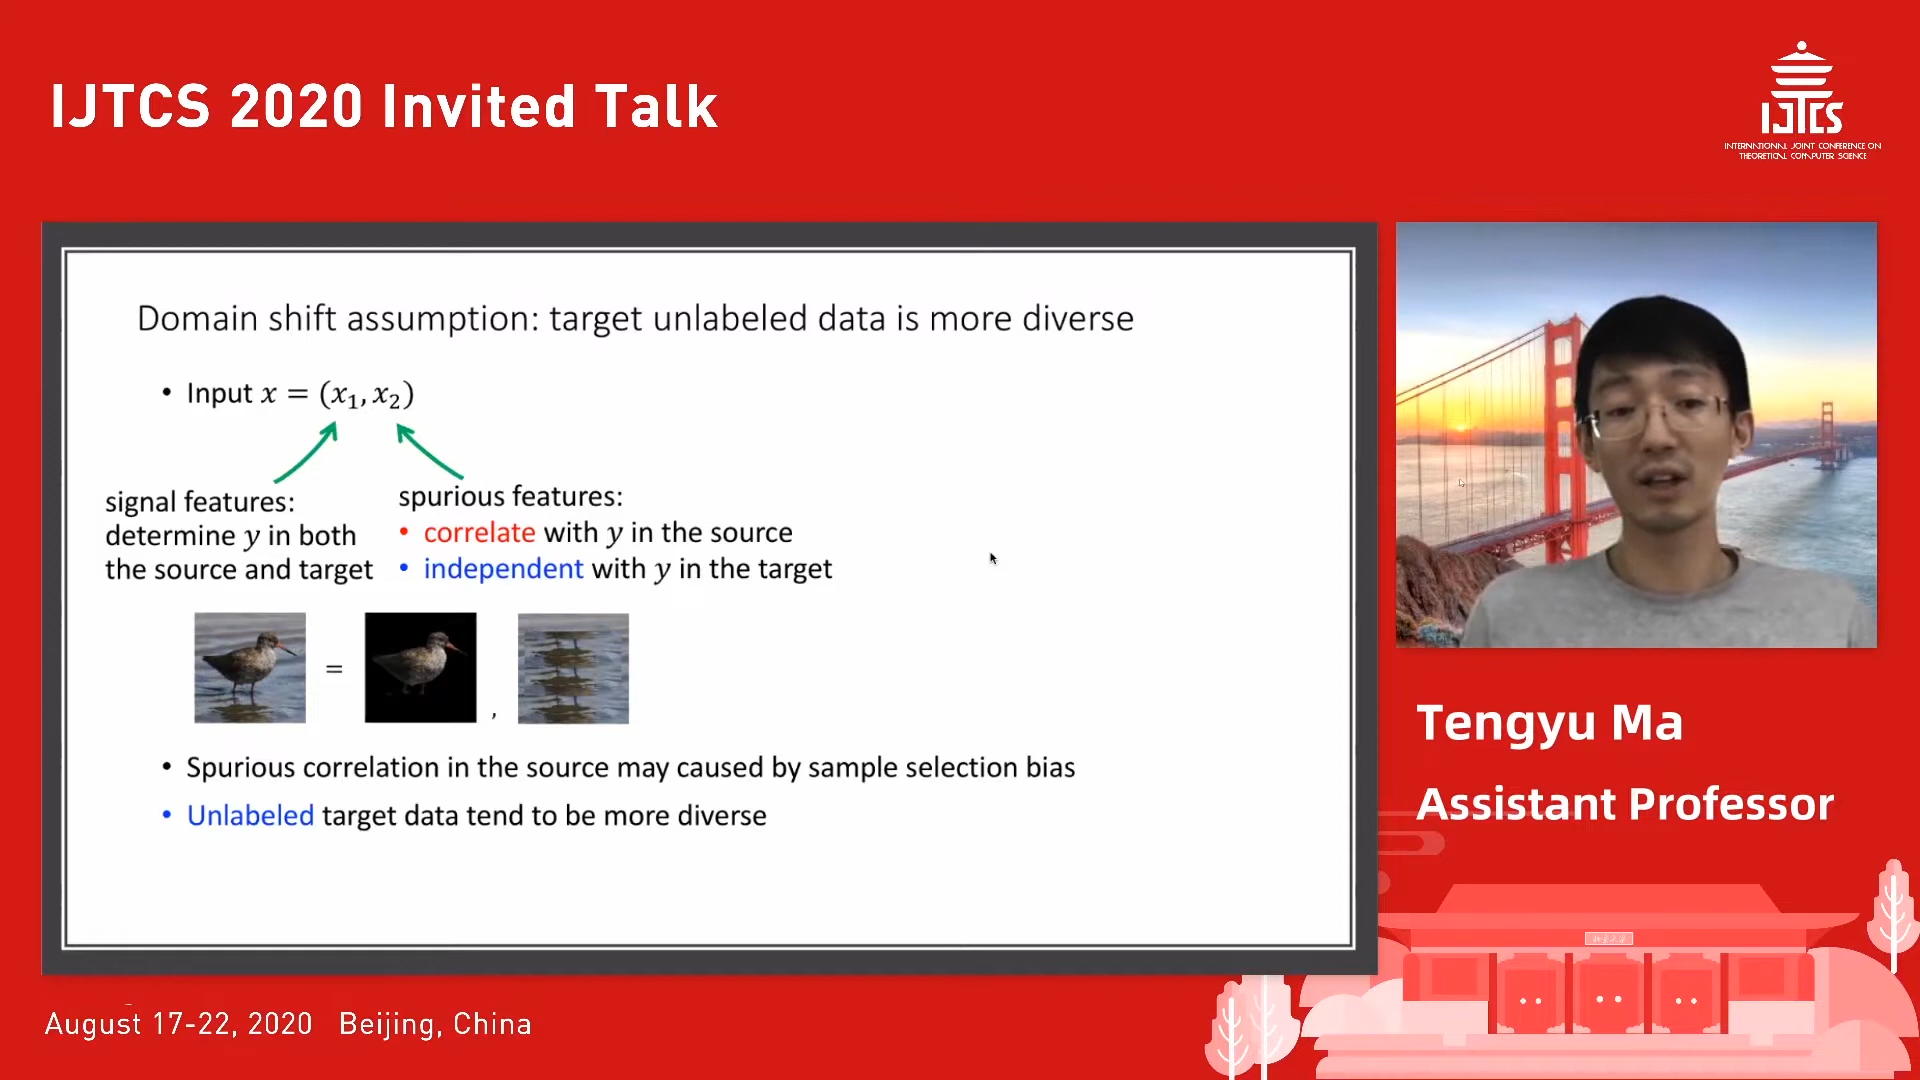 IJTCS 2020 Invited Talk
IJTCS
INTERNATIONAL JOINT CONFERENCE ON
THEORETICAL COMPUTER SCIENCE
Domain shift assumption: target unlabeled data is more diverse
• Input x = (x₁, x₂)
signal features:
determine y in both
the source and target
spurious features:
• correlate with y in the source
• independent with y in the target
=
,
• Spurious correlation in the source may caused by sample selection bias
• Unlabeled target data tend to be more diverse
Tengyu Ma
Assistant Professor
August 17-22, 2020 Beijing, China